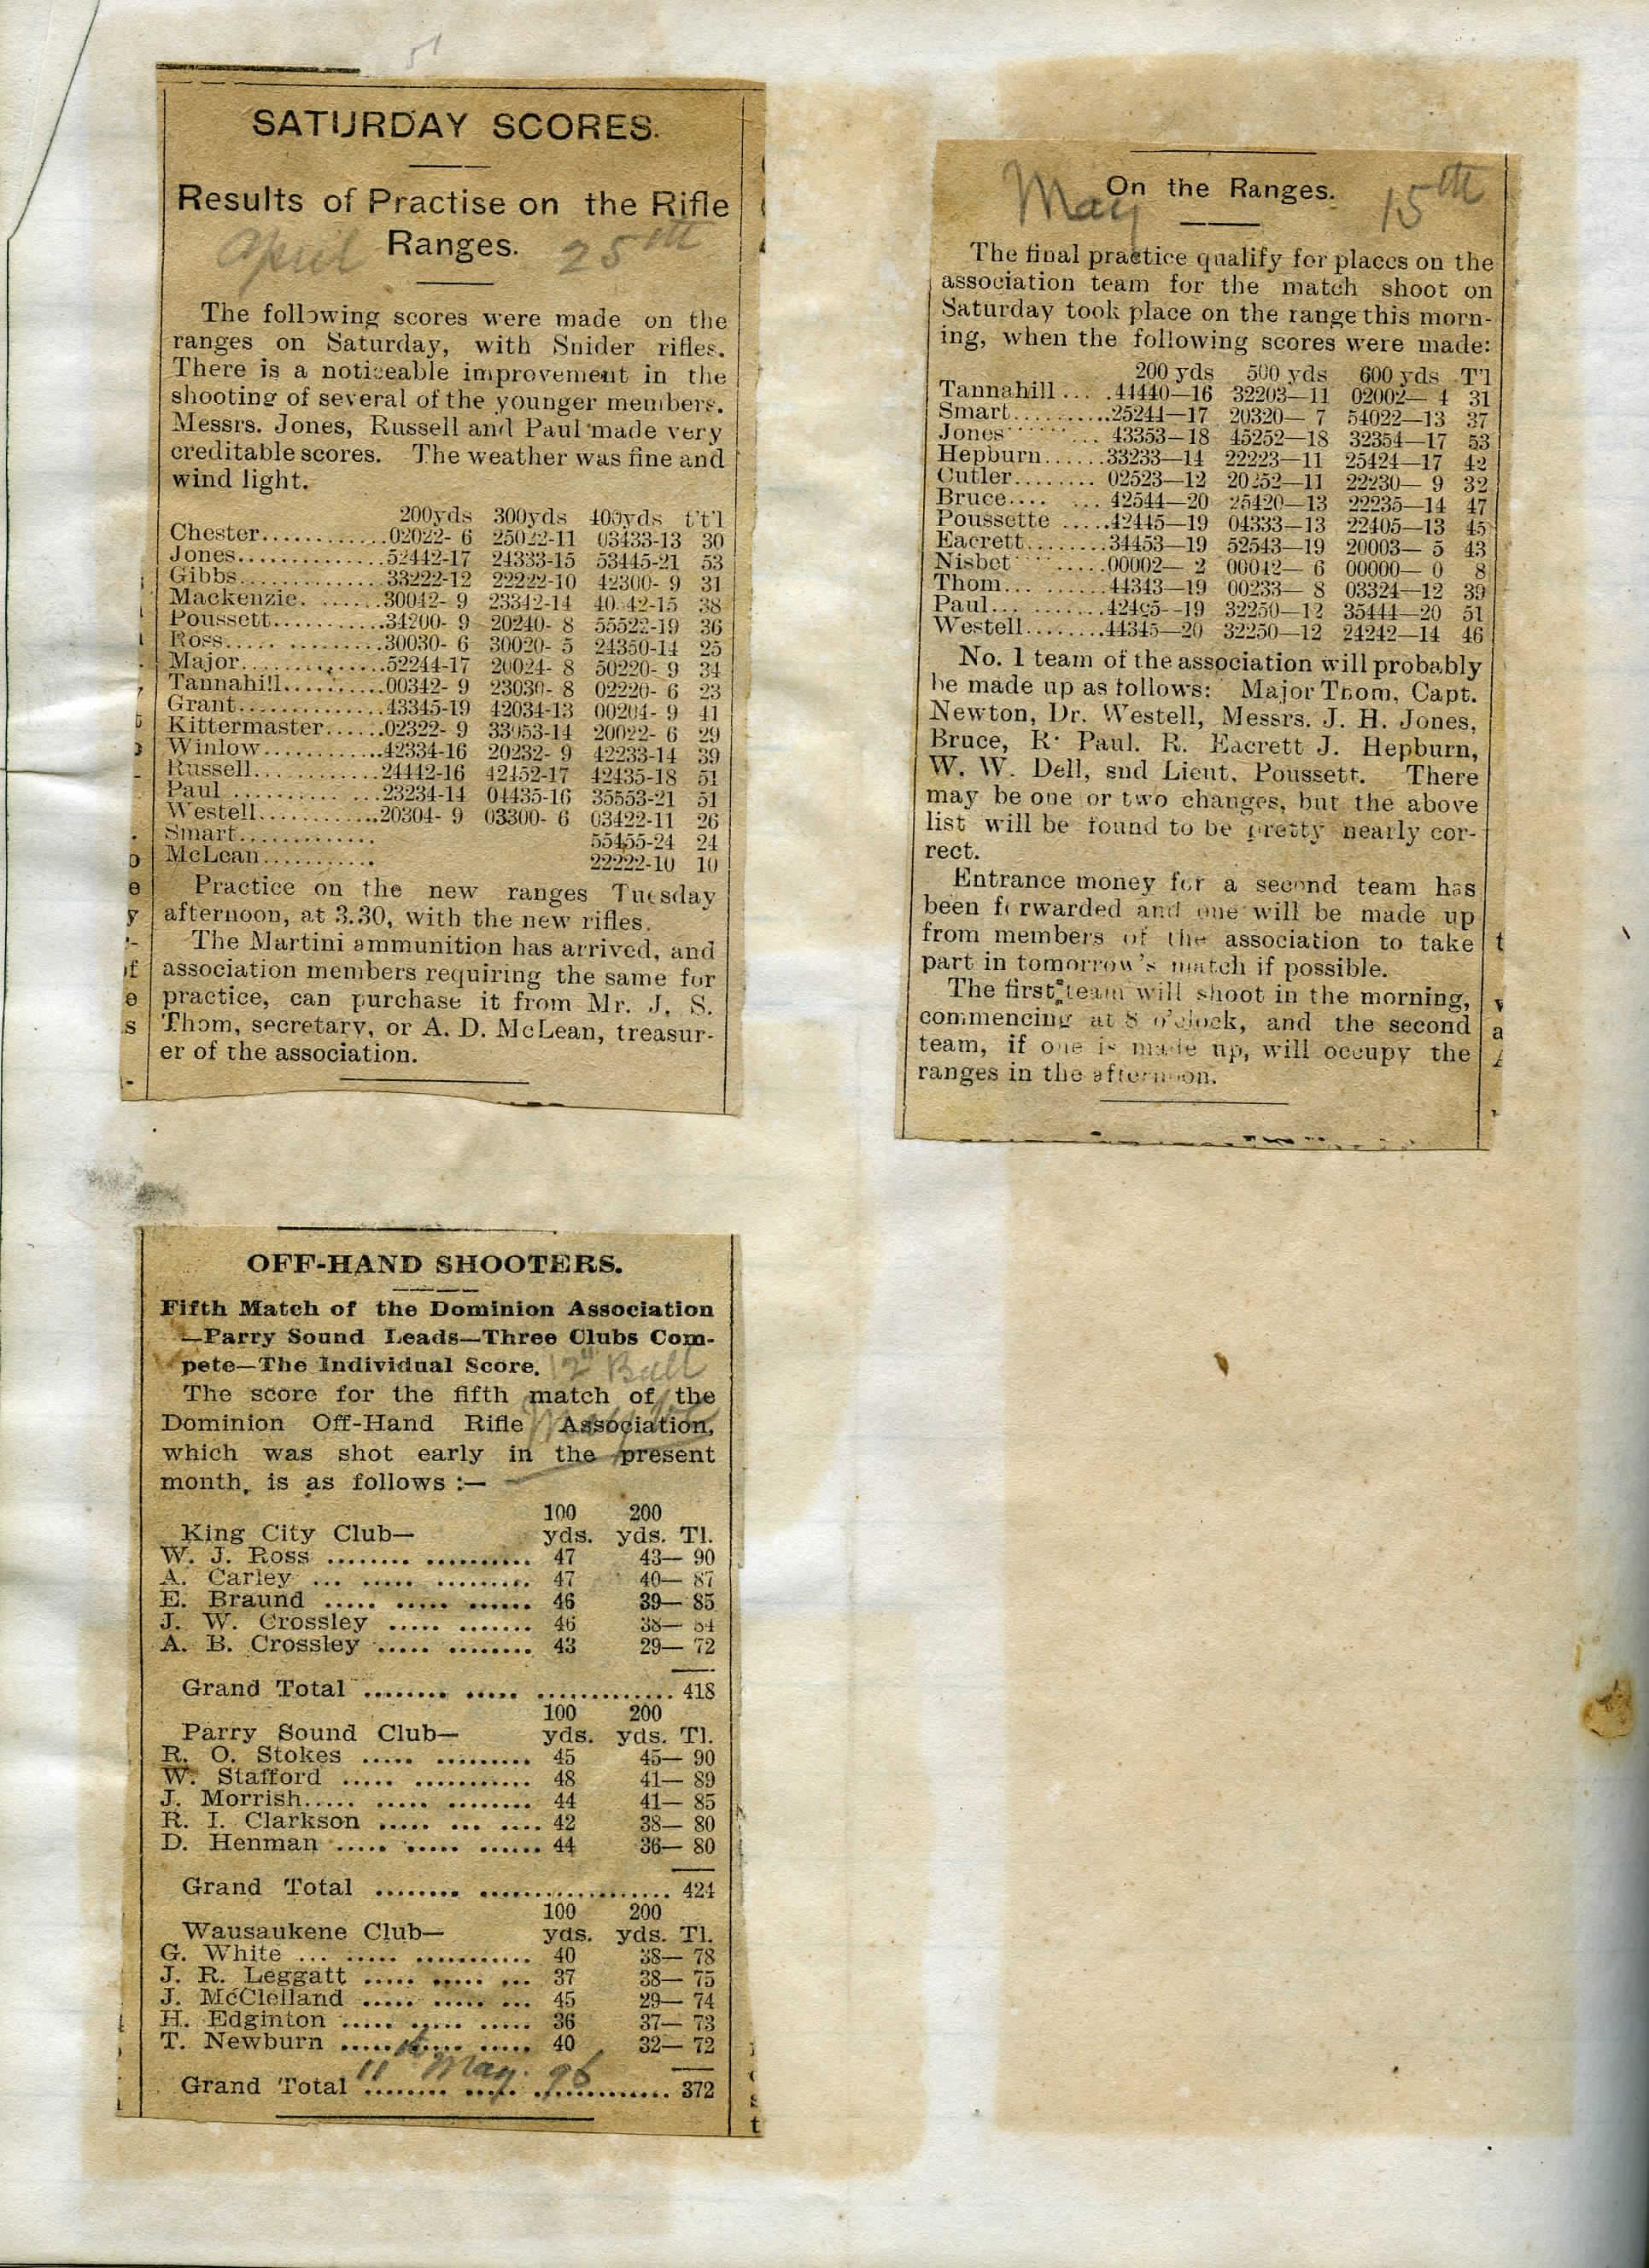 SATURDAY SCORES.
Results of Practise on the Rifle
Ranges.
April 25th
The following scores were made on the
ranges on Saturday, with Snider rifles.
There is a noticeable improvement in the
shooting of several of the younger members.
Messrs. Jones, Russell and Paul made very
creditable scores. The weather was fine and
wind light.
200yds 300yds 400yds t't'l
Chester.............02022- 6 25022-11 03433-13 30
Jones...............52442-17 24333-15 53445-21 53
Gibbs...............33222-12 22222-10 42300- 9 31
Mackenzie. .......30042- 9 23342-14 40 42-15 38
Poussett...........34200- 9 20240- 8 55522-19 36
Ross..... .........30030- 6 30020- 5 24350-14 25
Major..............52244-17 20024- 8 50220- 9 34
Tannahill..........00342- 9 23030- 8 02220- 6 23
Grant..............43345-19 42034-13 00204- 9 41
Kittermaster......02322- 9 33053-14 20022- 6 29
Winlow............42334-16 20232- 9 42233-14 39
Russell............24442-16 42452-17 42435-18 51
Paul .......... ...23234-14 04435-16 35553-21 51
Westell............20304- 9 03300- 6 03422-11 26
Smart............. 55455-24 24
McLean........... 22222-10 10
Practice on the new ranges Tuesday
afternoon, at 3.30, with the new rifles.
The Martini ammunition has arrived, and
association members requiring the same for
practice, can purchase it from Mr. J. S.
Thom, secretary, or A. D. McLean, treasur-
er of the association.
OFF-HAND SHOOTERS.
Fifth Match of the Dominion Association
—Parry Sound Leads—Three Clubs Com-
pete—The Individual Score.
12" Ball
The score for the fifth match of the
Dominion Off-Hand Rifle Association,
which was shot early in the present
month, is as follows :—
100 200
King City Club— yds. yds. Tl.
W. J. Ross ........ .......... 47 43— 90
A. Carley ... ..... ......... 47 40— 87
E. Braund ..... ..... ...... 46 39— 85
J. W. Crossley ..... ....... 46 38— 84
A. B. Crossley ..... ........ 43 29— 72
Grand Total ........ ..... ............. 418
100 200
Parry Sound Club— yds. yds. Tl.
R. O. Stokes ..... ......... 45 45— 90
W. Stafford ..... ........... 48 41— 89
J. Morrish..... ..... ........ 44 41— 85
R. I. Clarkson ..... ... .... 42 38— 80
D. Henman ..... ..... ...... 44 36— 80
Grand Total ........ .................... 424
100 200
Wausaukene Club— yds. yds. Tl.
G. White ... ..... ........... 40 38— 78
J. R. Leggatt ..... ..... ... 37 38— 75
J. McClelland ..... ..... ... 45 29— 74
H. Edginton ..... ..... ..... 36 37— 73
T. Newburn ..... ..... ..... 40 32— 72
11th May. 96
Grand Total ........ ..... .............. 372
On the Ranges.
May 15th
The final practice qualify for places on the
association team for the match shoot on
Saturday took place on the range this morn-
ing, when the following scores were made:
200 yds 500 yds 600 yds T'l
Tannahill... .44440—16 32203—11 02002— 4 31
Smart..........25244—17 20320— 7 54022—13 37
Jones......... 43353—18 45252—18 32354—17 53
Hepburn......33233—14 22223—11 25424—17 42
Cutler........ 02523—12 20252—11 22230— 9 32
Bruce.... ... 42544—20 25420—13 22235—14 47
Poussette .....42445—19 04333—13 22405—13 45
Eacrett........34453—19 52543—19 20003— 5 43
Nisbet ........00002— 2 00042— 6 00000— 0 8
Thom... .......44343—19 00233— 8 03324—12 39
Paul... ........424 5--19 32250—12 35444—20 51
Westell........44345—20 32250—12 24242—14 46
No. 1 team of the association will probably
be made up as follows: Major Thom, Capt.
Newton, Dr. Westell, Messrs. J. H. Jones,
Bruce, R. Paul. R. Eacrett J. Hepburn,
W. W. Dell, snd Lieut. Poussett. There
may be one or two changes, but the above
list will be found to be pretty nearly cor-
rect.
Entrance money for a second team has
been forwarded and one will be made up
from members of the association to take
part in tomorrow's match if possible.
The first team will shoot in the morning,
commencing at 8 o'clock, and the second
team, if one is made up, will occupy the
ranges in the afternoon.